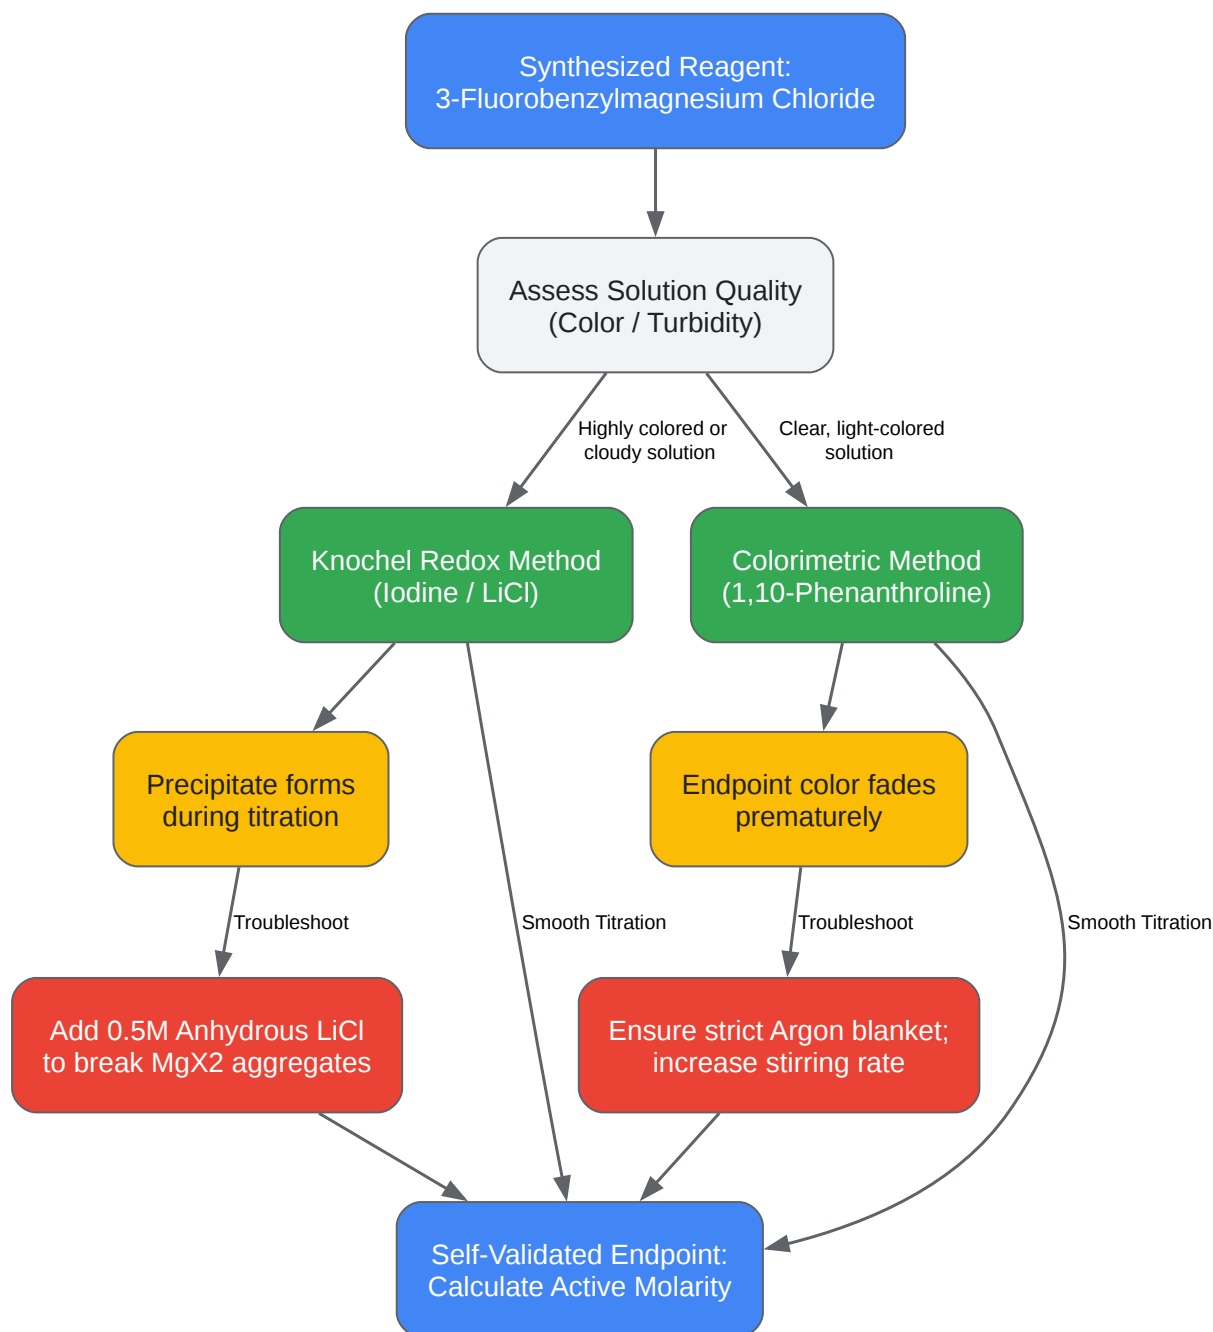 Synthesized Reagent:
3-Fluorobenzylmagnesium Chloride
Assess Solution Quality
(Color / Turbidity)
Highly colored or
cloudy solution
Clear, light-colored
solution
Knochel Redox Method
(Iodine / LiCl)
Colorimetric Method
(1,10-Phenanthroline)
Precipitate forms
during titration
Endpoint color fades
prematurely
Troubleshoot
Smooth Titration
Troubleshoot
Smooth Titration
Add 0.5M Anhydrous LiCl
to break MgX2 aggregates
Ensure strict Argon blanket;
increase stirring rate
Self-Validated Endpoint:
Calculate Active Molarity